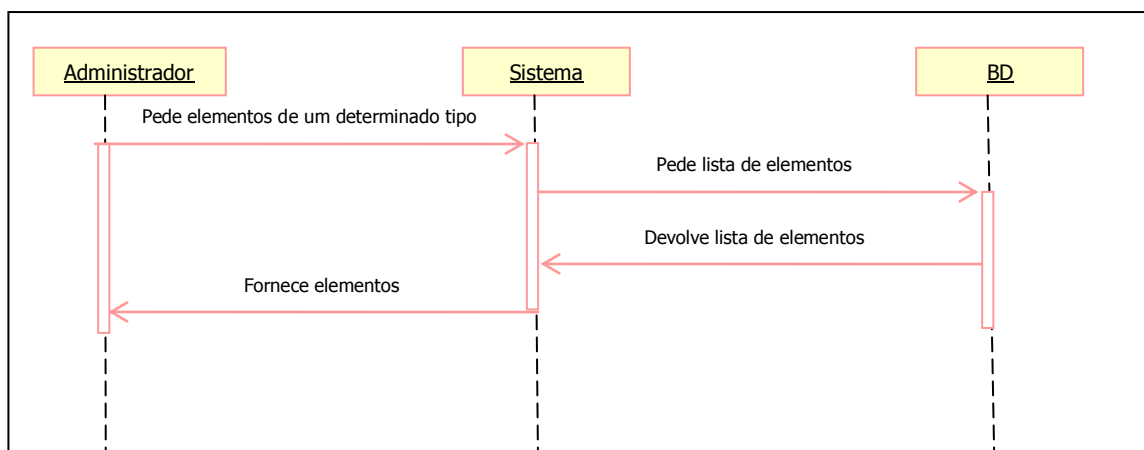 Administrador
Sistema
BD
Pede elementos de um determinado tipo
Pede lista de elementos
Devolve lista de elementos
Fornece elementos